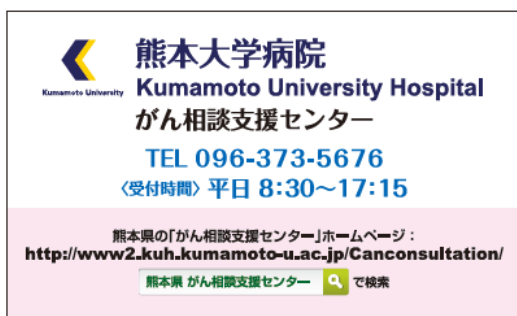 熊本大学病院
Kumamoto University
Kumamoto University Hospital
がん相談支援センター
TEL 096-373-5676
〈受付時間〉平日 8:30～17:15
熊本県の「がん相談支援センター」ホームページ：
http://www2.kuh.kumamoto-u.ac.jp/Canconsultation/
熊本県 がん相談支援センター で検索